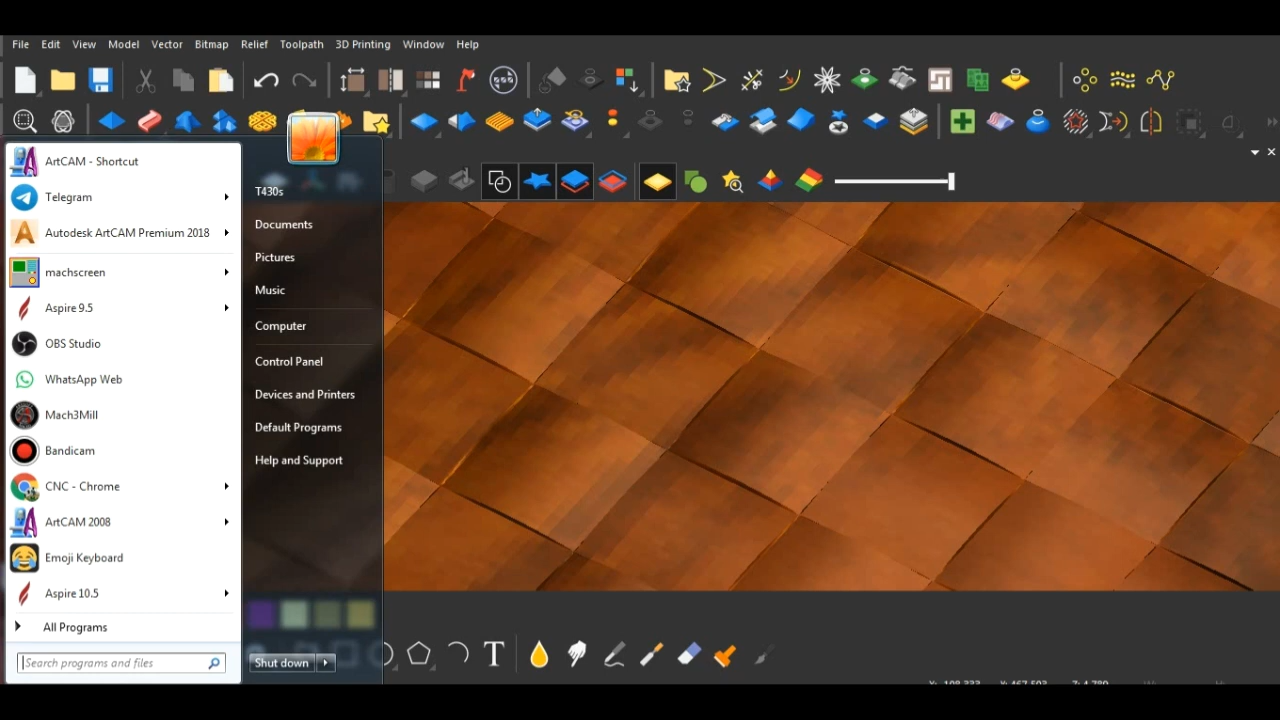 File Edit View Model Vector Bitmap Relief Toolpath 3D Printing Window Help
ArtCAM - Shortcut
Telegram
Autodesk ArtCAM Premium 2018
machscreen
Aspire 9.5
OBS Studio
WhatsApp Web
Mach3Mill
Bandicam
CNC - Chrome
ArtCAM 2008
Emoji Keyboard
Aspire 10.5
All Programs
Search programs and files
T430s
Documents
Pictures
Music
Computer
Control Panel
Devices and Printers
Default Programs
Help and Support
Shut down
T